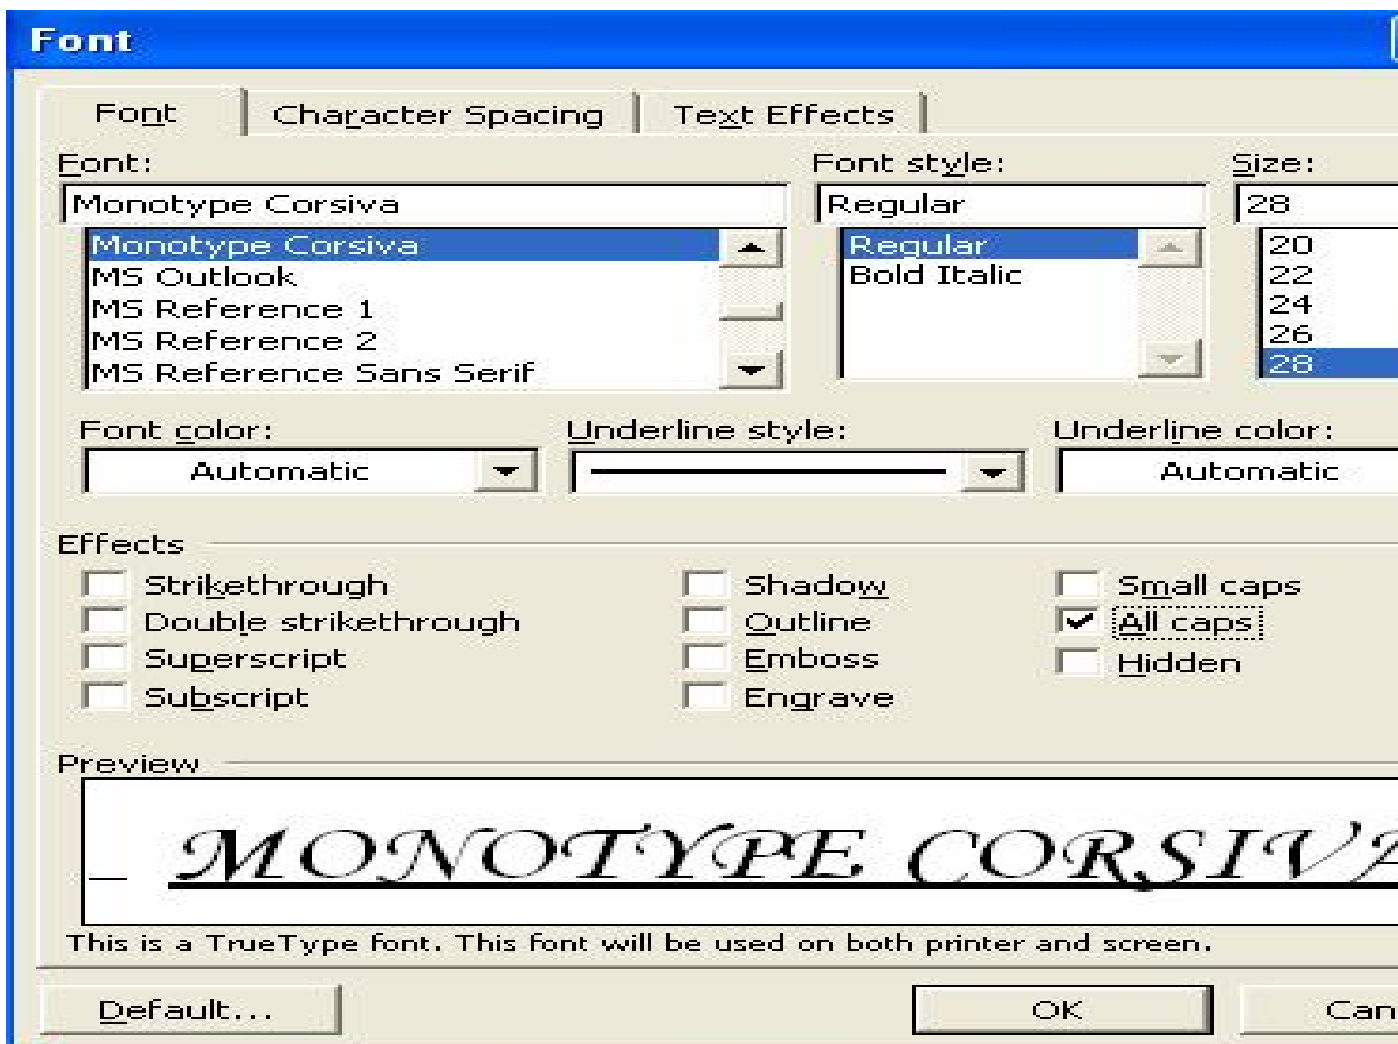 Font
Font Character Spacing Text Effects
Font: Font style: Size:
Monotype Corsiva Regular 28
Monotype Corsiva Regular 20
MS Outlook Bold Italic 22
MS Reference 1 24
MS Reference 2 26
MS Reference Sans Serif 28
Font color: Underline style: Underline color:
Automatic Automatic
Effects
Strikethrough Shadow Small caps
Double strikethrough Outline All caps
Superscript Emboss Hidden
Subscript Engrave
Preview
MONOTYPE CORSIVA
This is a TrueType font. This font will be used on both printer and screen.
Default... OK Can